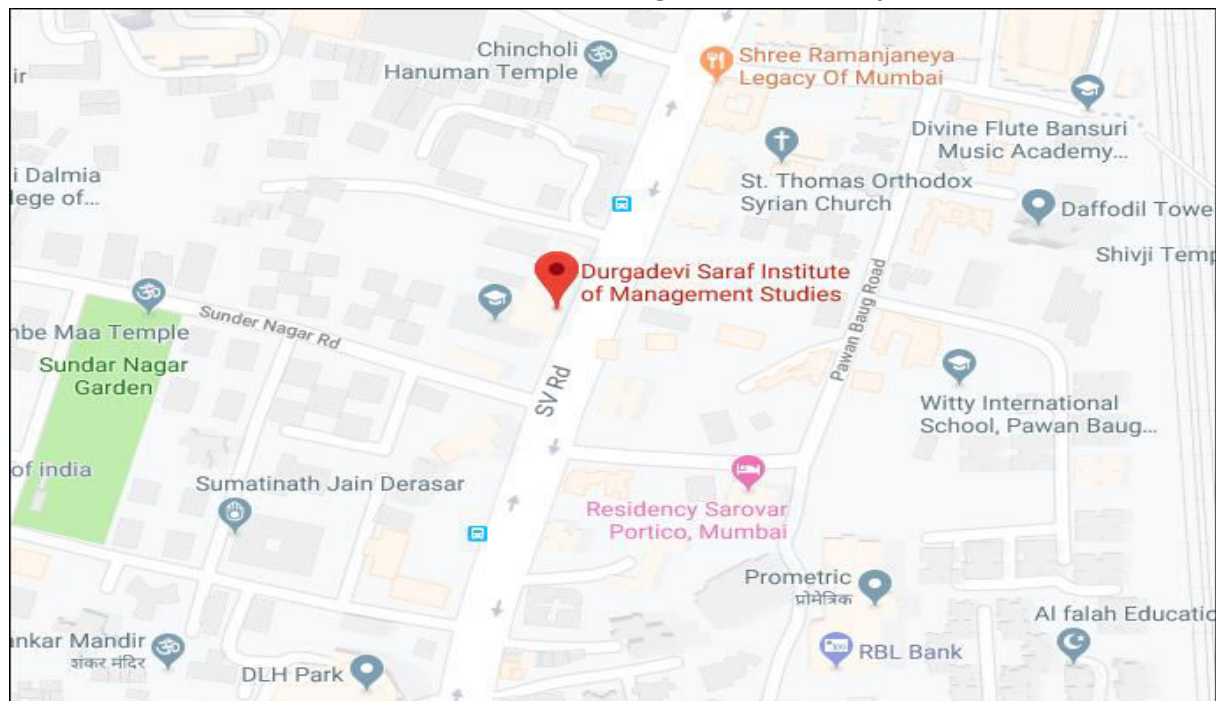 Chincholi
Hanuman Temple
Shree Ramanjaneya
Legacy Of Mumbai
ir
Divine Flute Bansuri
Music Academy...
i Dalmia
lege of...
St. Thomas Orthodox
Syrian Church
Daffodil Towe
Shivji Temp
Durgadevi Saraf Institute
of Management Studies
Sunder Nagar Rd
nbe Maa Temple
Sundar Nagar
Garden
Pawan Baug Road
SV Rd
Witty International
School, Pawan Baug...
of india
Sumatinath Jain Derasar
Residency Sarovar
Portico, Mumbai
Prometric
प्रोमेत्रिक
Al falah Educatio
ankar Mandir
शंकर मंदिर
DLH Park
RBL Bank